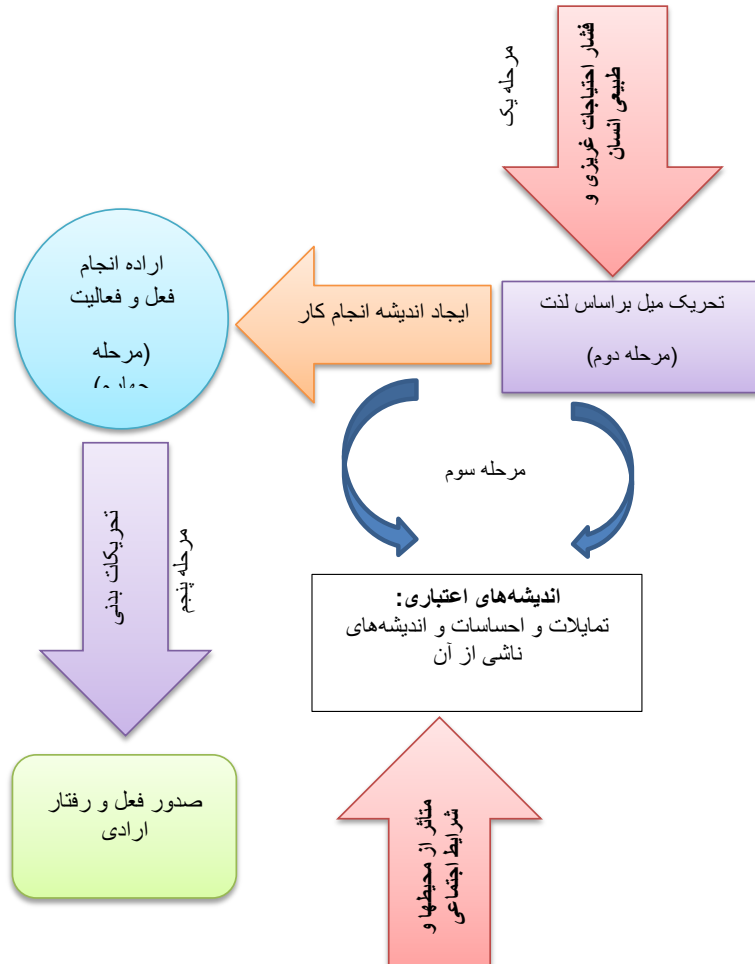 فشار احتیاجات غریزی و
طبیعی انسان
مرحله یک
تحریک میل براساس لذت
(مرحله دوم)
ایجاد اندیشه انجام کار
اراده انجام
فعل و فعالیت
(مرحله
چهارم)
مرحله سوم
اندیشه‌های اعتباری:
تمایلات و احساسات و اندیشه‌های
ناشی از آن
متأثر از محیطها و
شرایط اجتماعی
تحریکات بدنی
مرحله پنجم
صدور فعل و رفتار
ارادی